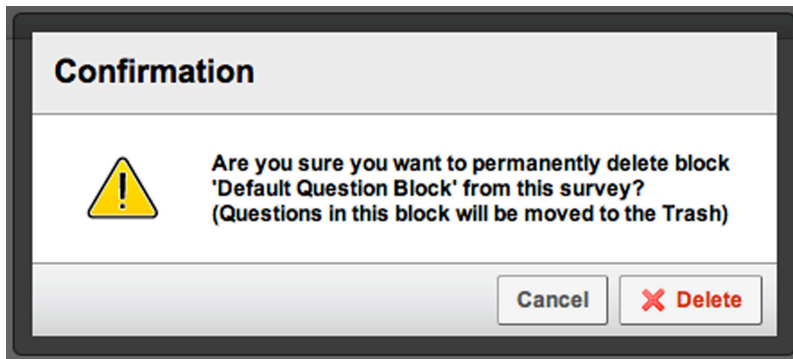 Confirmation
Are you sure you want to permanently delete block
'Default Question Block' from this survey?
(Questions in this block will be moved to the Trash)
Cancel
Delete